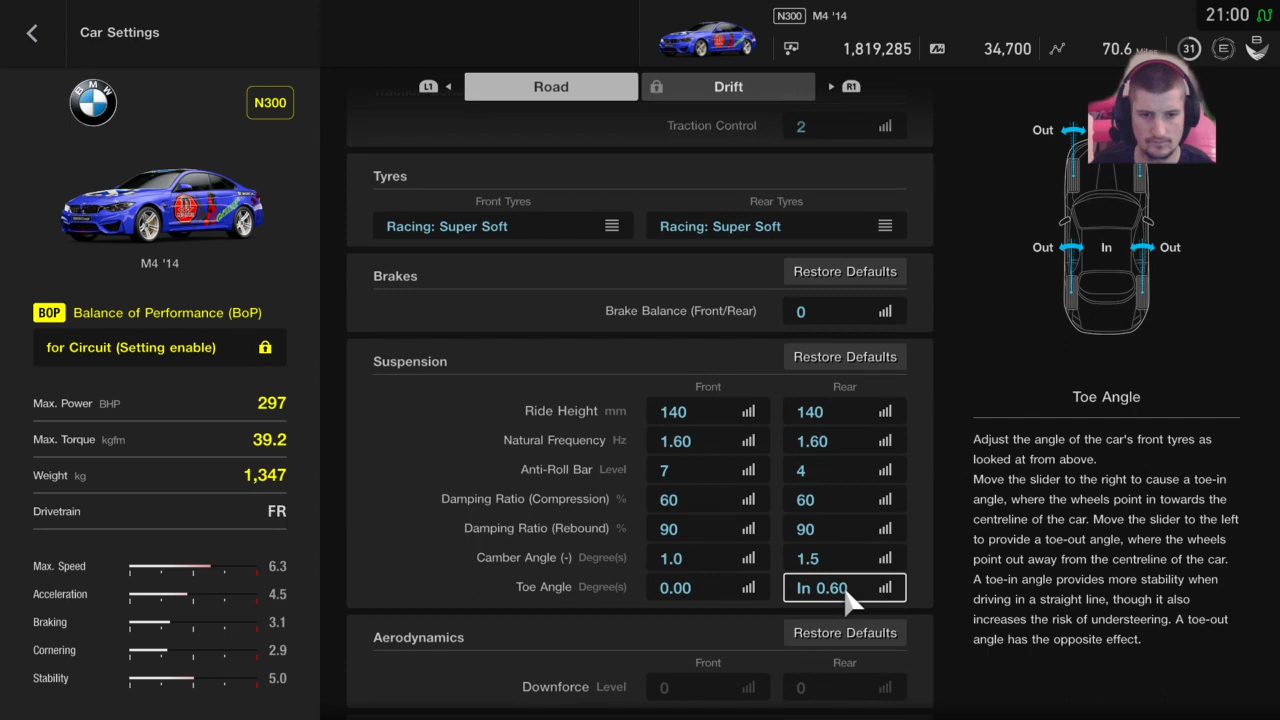 Car Settings
N300 M4 '14
21:00
1,819,285
34,700
70.6
31
E
B
BMW
N300
M4 '14
BOP Balance of Performance (BoP)
for Circuit (Setting enable)
Max. Power BHP 297
Max. Torque kgfm 39.2
Weight kg 1,347
Drivetrain FR
Max. Speed 6.3
Acceleration 4.5
Braking 3.1
Cornering 2.9
Stability 5.0
L1 Road Drift R1
Traction Control 2
Tyres
Front Tyres Rear Tyres
Racing: Super Soft Racing: Super Soft
Brakes Restore Defaults
Brake Balance (Front/Rear) 0
Suspension Restore Defaults
Front Rear
Ride Height mm 140 140
Natural Frequency Hz 1.60 1.60
Anti-Roll Bar Level 7 4
Damping Ratio (Compression) % 60 60
Damping Ratio (Rebound) % 90 90
Camber Angle (-) Degree(s) 1.0 1.5
Toe Angle Degree(s) 0.00 In 0.60
Aerodynamics Restore Defaults
Front Rear
Downforce Level 0 0
Out
Out In Out
Toe Angle
Adjust the angle of the car's front tyres as
looked at from above.
Move the slider to the right to cause a toe-in
angle, where the wheels point in towards the
centreline of the car. Move the slider to the left
to provide a toe-out angle, where the wheels
point out away from the centreline of the car.
A toe-in angle provides more stability when
driving in a straight line, though it also
increases the risk of understeering. A toe-out
angle has the opposite effect.